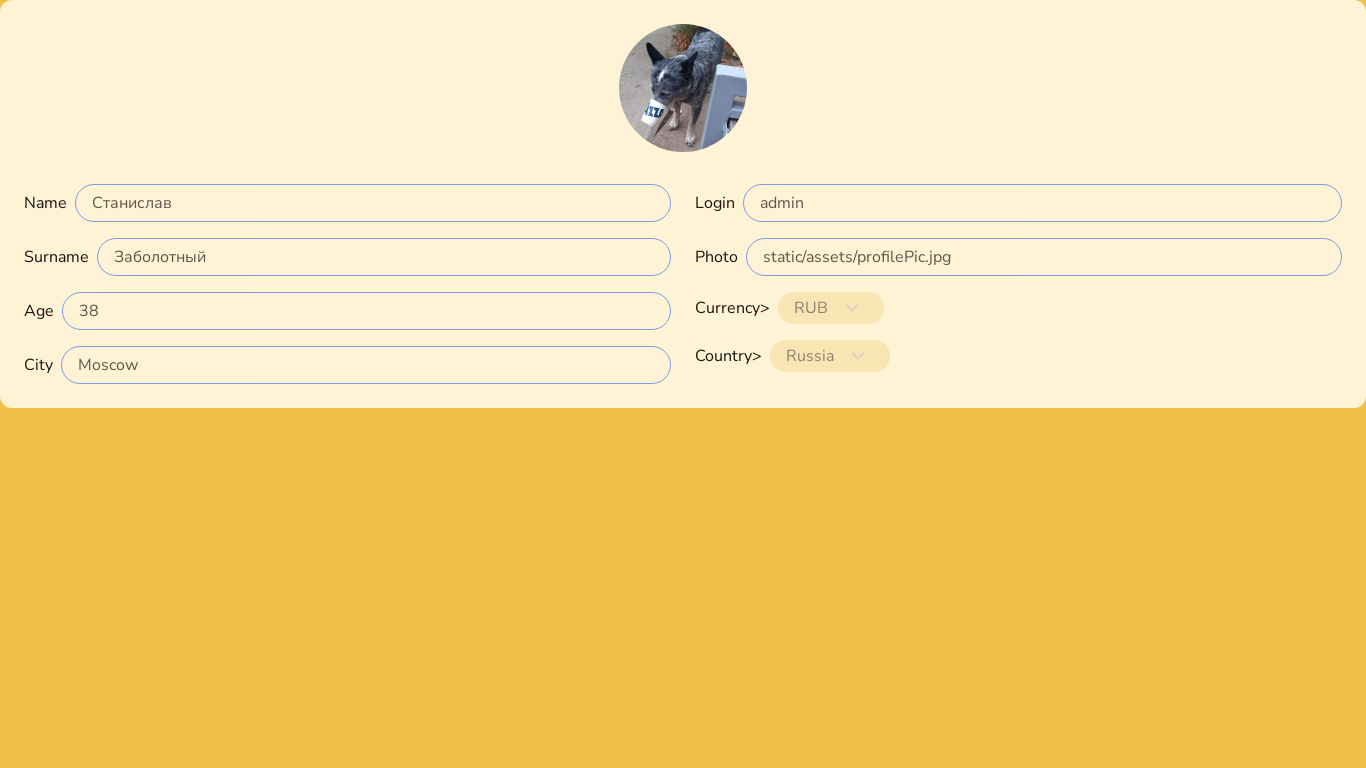 Name Станислав
Surname Заболотный
Age 38
City Moscow
Login admin
Photo static/assets/profilePic.jpg
Currency> RUB
Country> Russia